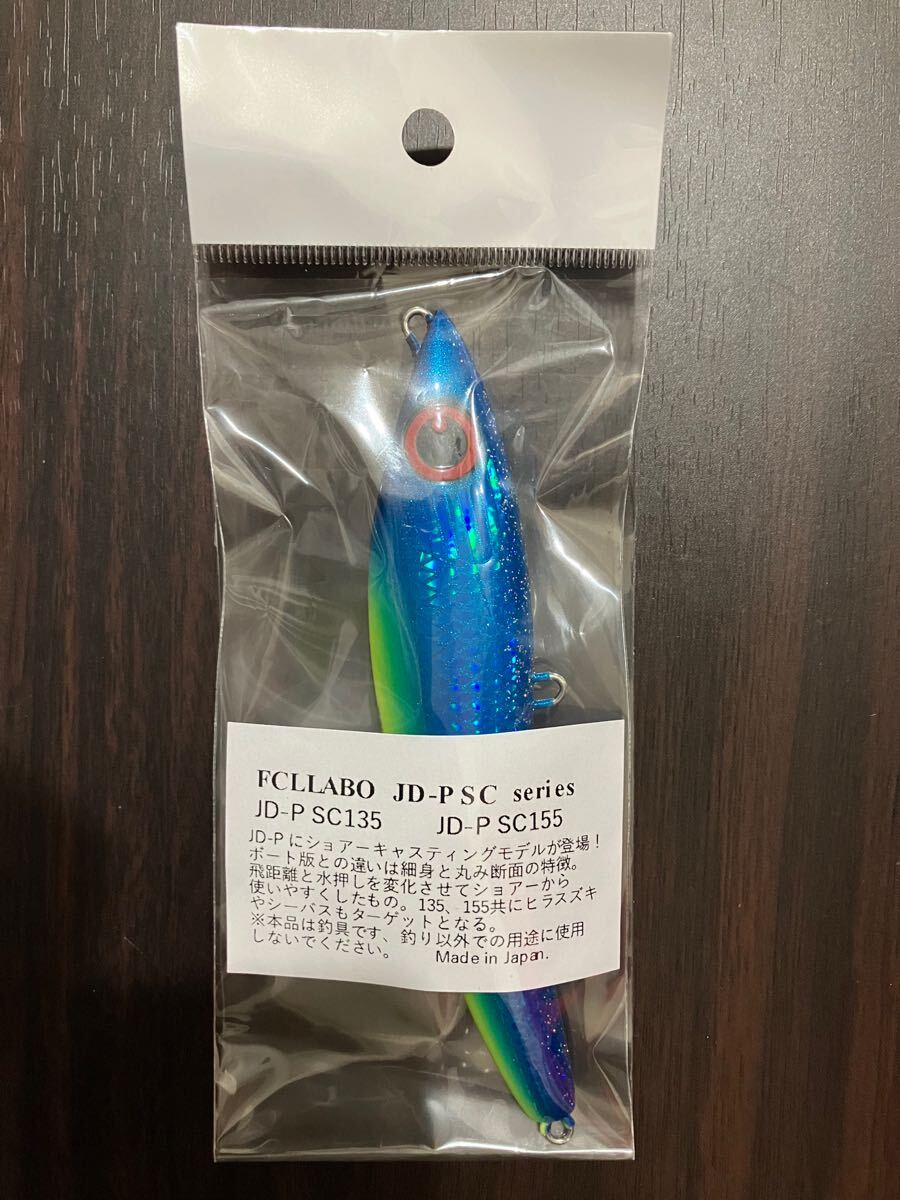 FCLLABO JD-P SC series
JD-P SC135 JD-P SC155
JD-Pにショアーキャスティングモデルが登場！
ボート版との違いは細身と丸み断面の特徴。
飛距離と水押しを変化させてショアーから
使いやすくしたもの。135、155共にヒラスズキ
やシーバスもターゲットとなる。
※本品は釣具です、釣り以外での用途に使用
しないでください。 Made in Japan.